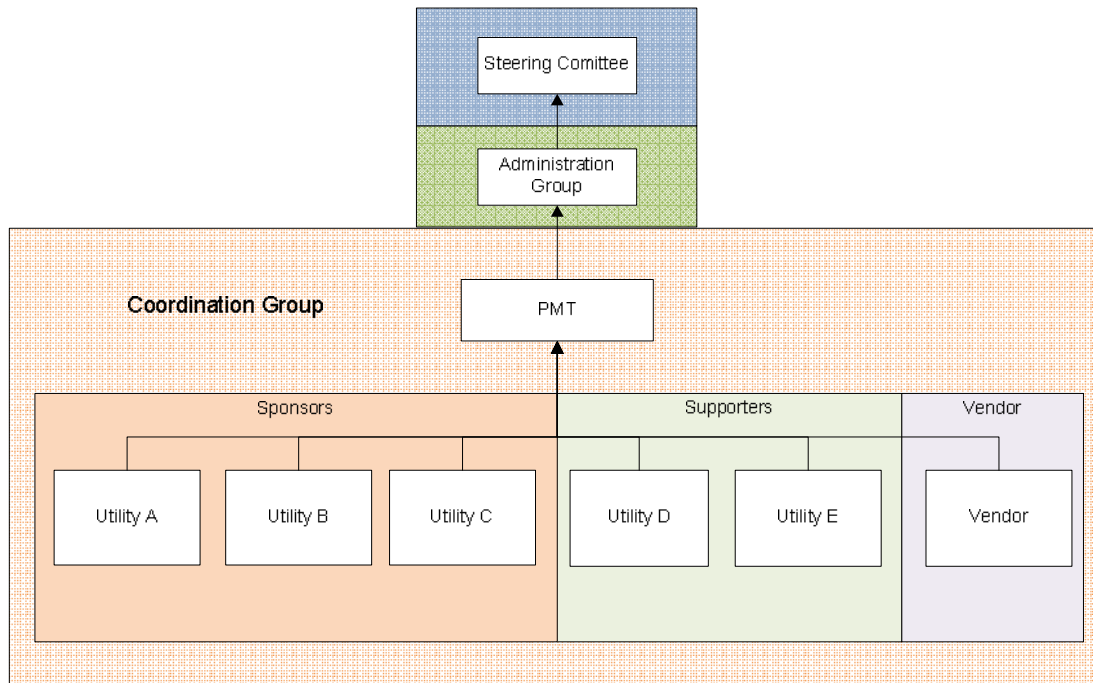 Steering Comittee
Administration
Group
Coordination Group
PMT
Sponsors
Supporters
Vendor
Utility A
Utility B
Utility C
Utility D
Utility E
Vendor